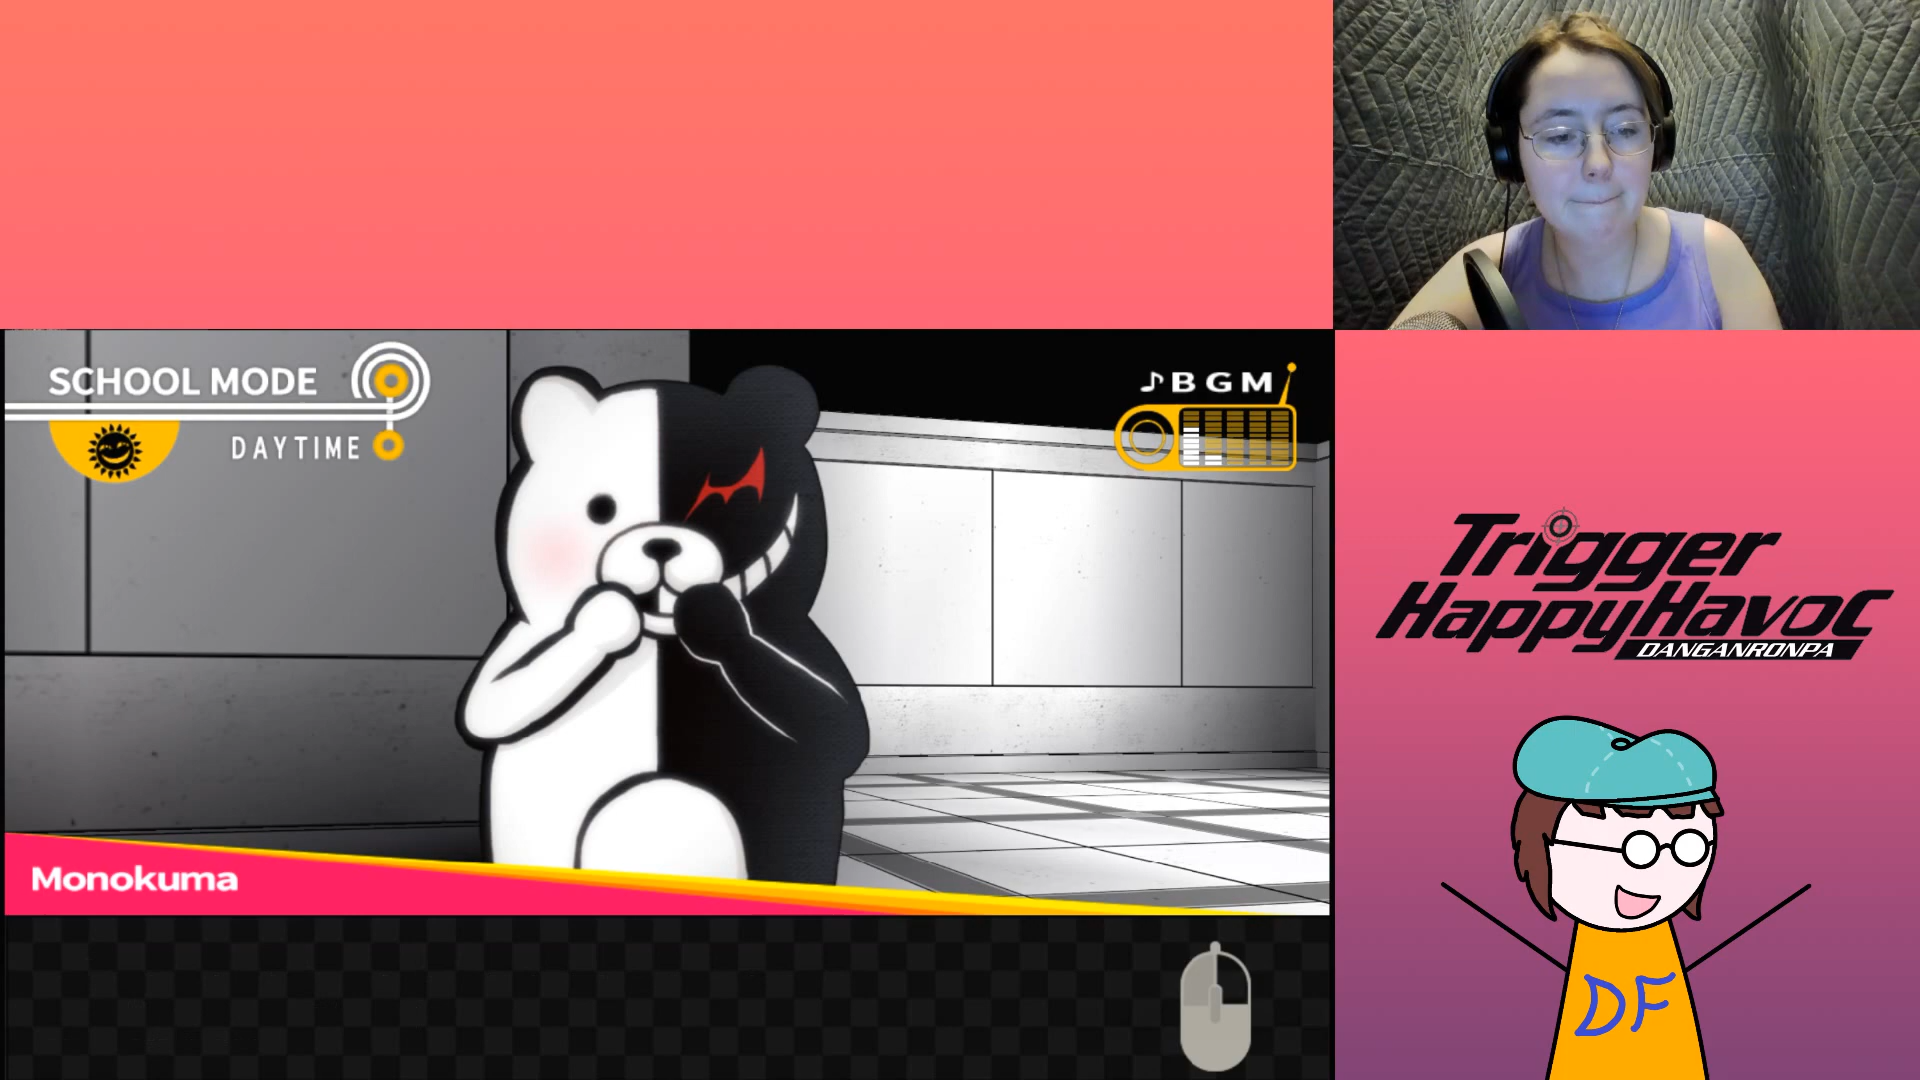 SCHOOL MODE
DAYTIME
♪BGM
Monokuma
Trigger
Happy Havoc
DANGANRONPA
DF